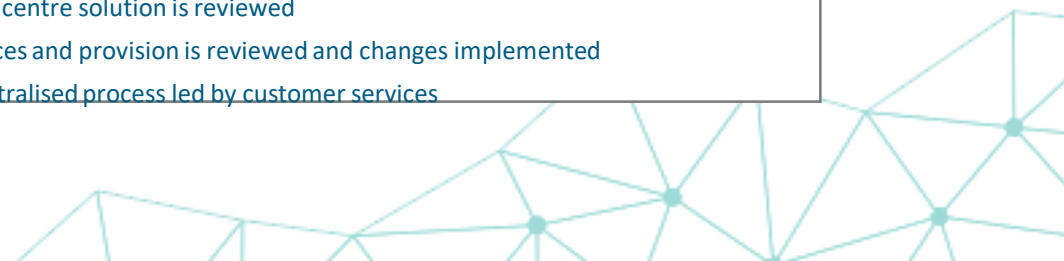 centre solution is reviewed
ces and provision is reviewed and changes implemented
tralised process led by customer services